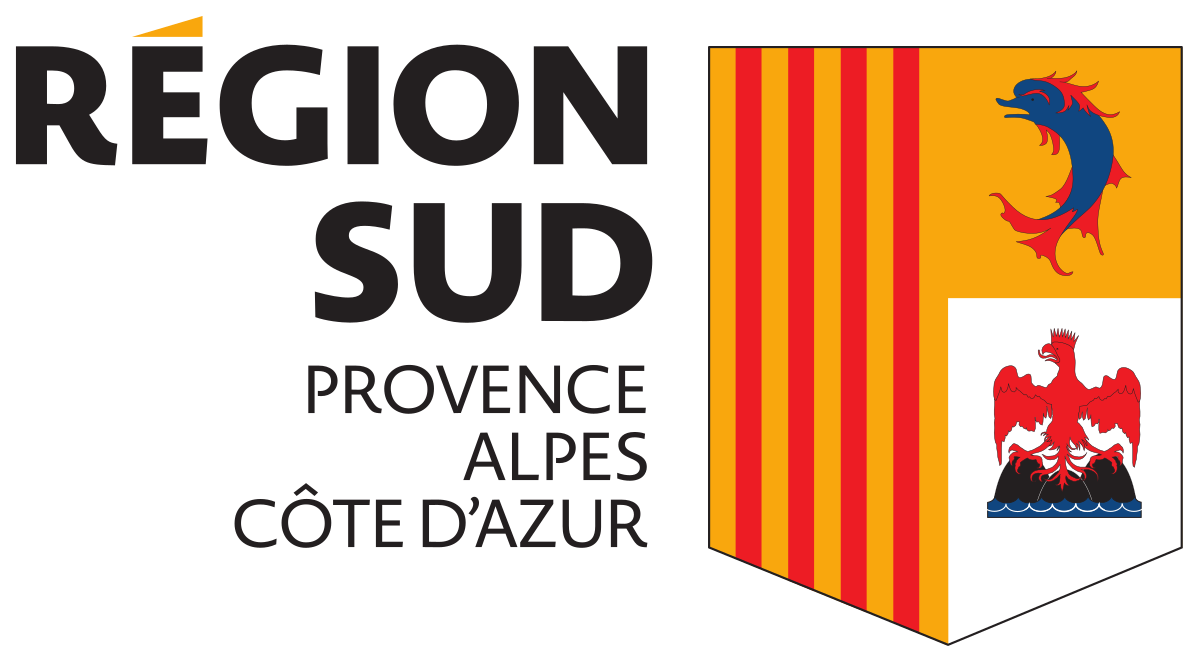 RÉGION
SUD
PROVENCE
ALPES
CÔTE D’AZUR